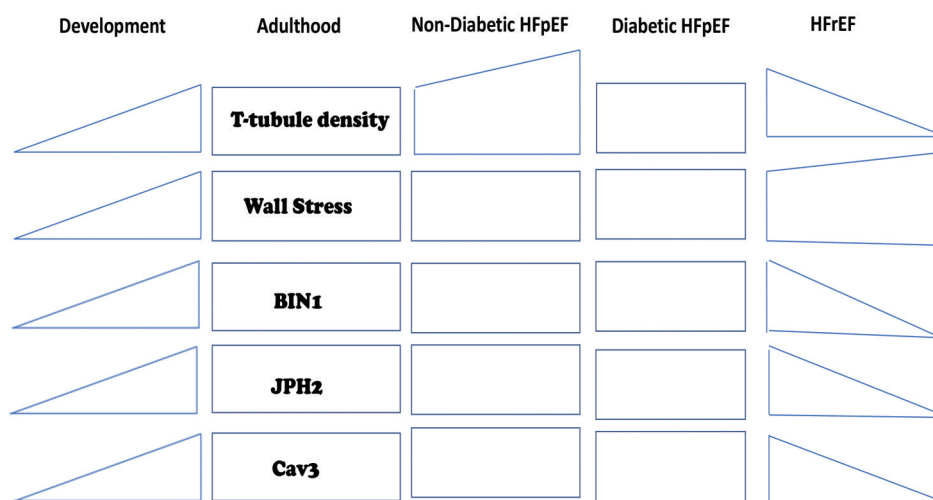 Development Adulthood Non-Diabetic HFpEF Diabetic HFpEF HFrEF
T-tubule density
Wall Stress
BIN1
JPH2
Cav3